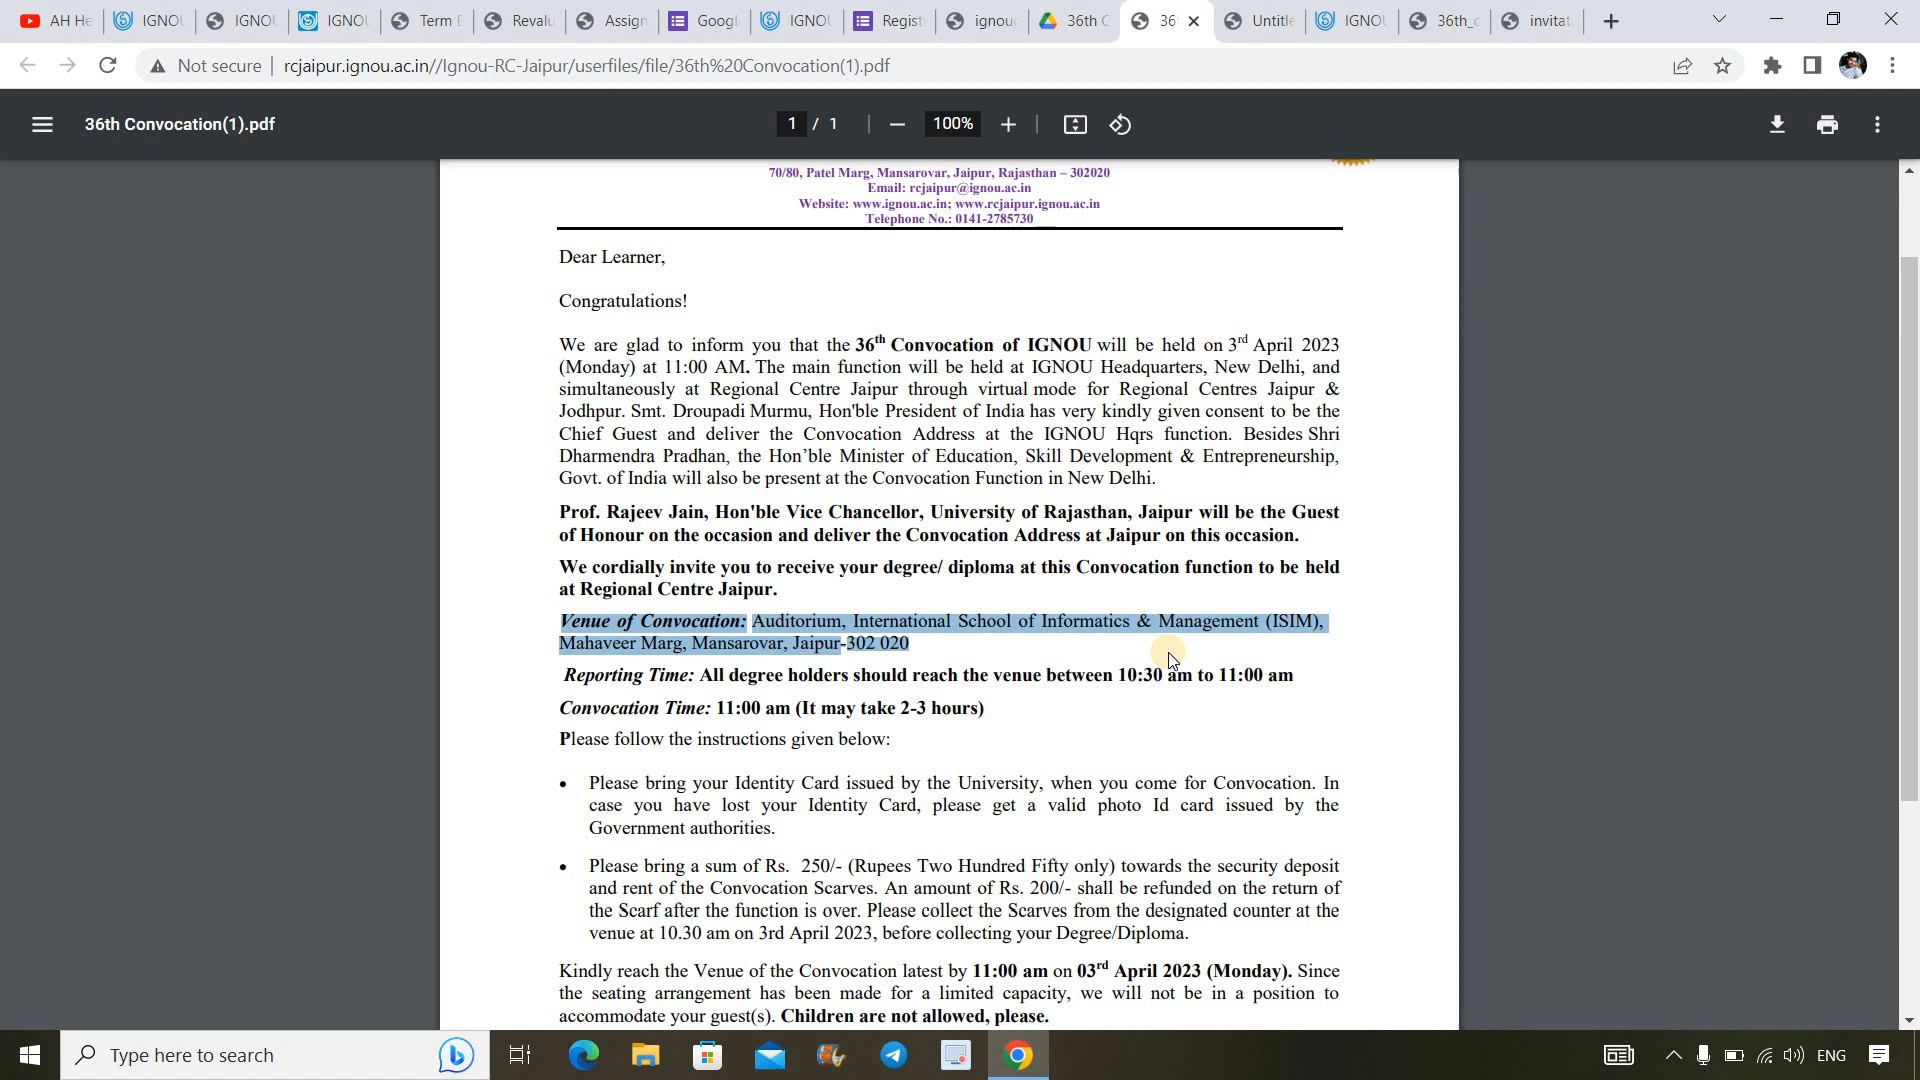 AH He
IGNOU
IGNOU
IGNOU
Term E
Revalu
Assign
Google
IGNOU
Regist
ignou
36th C
36
Untitle
IGNOU
36th_c
invitat
Not secure | rcjaipur.ignou.ac.in//Ignou-RC-Jaipur/userfiles/file/36th%20Convocation(1).pdf
36th Convocation(1).pdf
1 / 1
100%
70/80, Patel Marg, Mansarovar, Jaipur, Rajasthan – 302020
Email: rcjaipur@ignou.ac.in
Website: www.ignou.ac.in; www.rcjaipur.ignou.ac.in
Telephone No.: 0141-2785730
Dear Learner,
Congratulations!
We are glad to inform you that the 36th Convocation of IGNOU will be held on 3rd April 2023
(Monday) at 11:00 AM. The main function will be held at IGNOU Headquarters, New Delhi, and
simultaneously at Regional Centre Jaipur through virtual mode for Regional Centres Jaipur &
Jodhpur. Smt. Droupadi Murmu, Hon'ble President of India has very kindly given consent to be the
Chief Guest and deliver the Convocation Address at the IGNOU Hqrs function. Besides Shri
Dharmendra Pradhan, the Hon’ble Minister of Education, Skill Development & Entrepreneurship,
Govt. of India will also be present at the Convocation Function in New Delhi.
Prof. Rajeev Jain, Hon'ble Vice Chancellor, University of Rajasthan, Jaipur will be the Guest
of Honour on the occasion and deliver the Convocation Address at Jaipur on this occasion.
We cordially invite you to receive your degree/ diploma at this Convocation function to be held
at Regional Centre Jaipur.
Venue of Convocation: Auditorium, International School of Informatics & Management (ISIM),
Mahaveer Marg, Mansarovar, Jaipur-302 020
Reporting Time: All degree holders should reach the venue between 10:30 am to 11:00 am
Convocation Time: 11:00 am (It may take 2-3 hours)
Please follow the instructions given below:
• Please bring your Identity Card issued by the University, when you come for Convocation. In
case you have lost your Identity Card, please get a valid photo Id card issued by the
Government authorities.
• Please bring a sum of Rs. 250/- (Rupees Two Hundred Fifty only) towards the security deposit
and rent of the Convocation Scarves. An amount of Rs. 200/- shall be refunded on the return of
the Scarf after the function is over. Please collect the Scarves from the designated counter at the
venue at 10.30 am on 3rd April 2023, before collecting your Degree/Diploma.
Kindly reach the Venue of the Convocation latest by 11:00 am on 03rd April 2023 (Monday). Since
the seating arrangement has been made for a limited capacity, we will not be in a position to
accommodate your guest(s). Children are not allowed, please.
Type here to search
ENG